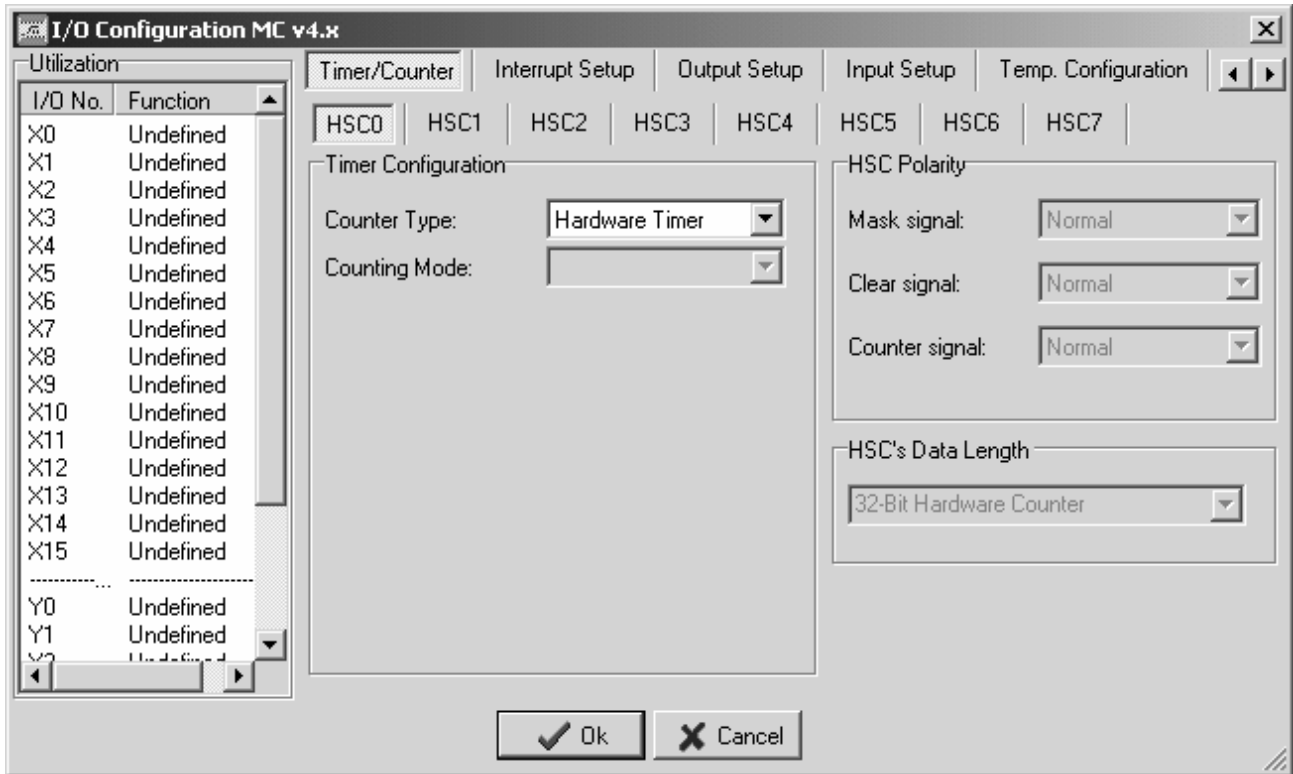 I/O Configuration MC v4.x
Utilization
I/O No. Function
X0 Undefined
X1 Undefined
X2 Undefined
X3 Undefined
X4 Undefined
X5 Undefined
X6 Undefined
X7 Undefined
X8 Undefined
X9 Undefined
X10 Undefined
X11 Undefined
X12 Undefined
X13 Undefined
X14 Undefined
X15 Undefined
-----------... --------------------
Y0 Undefined
Y1 Undefined
Timer/Counter Interrupt Setup Output Setup Input Setup Temp. Configuration
HSC0 HSC1 HSC2 HSC3 HSC4 HSC5 HSC6 HSC7
Timer Configuration
Counter Type: Hardware Timer
Counting Mode:
HSC Polarity
Mask signal: Normal
Clear signal: Normal
Counter signal: Normal
HSC's Data Length
32-Bit Hardware Counter
Ok Cancel